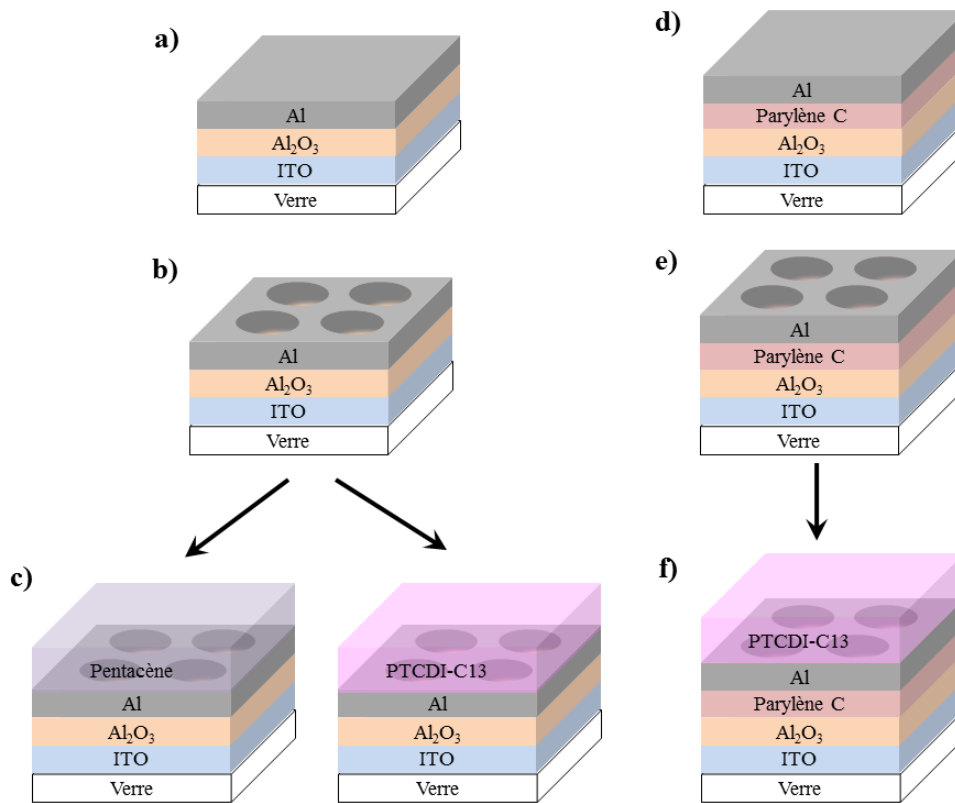 a)
Al
Al₂O₃
ITO
Verre
d)
Al
Parylène C
Al₂O₃
ITO
Verre
b)
Al
Al₂O₃
ITO
Verre
e)
Al
Parylène C
Al₂O₃
ITO
Verre
c)
Pentacène
Al
Al₂O₃
ITO
Verre
PTCDI-C13
Al
Al₂O₃
ITO
Verre
f)
PTCDI-C13
Al
Parylène C
Al₂O₃
ITO
Verre